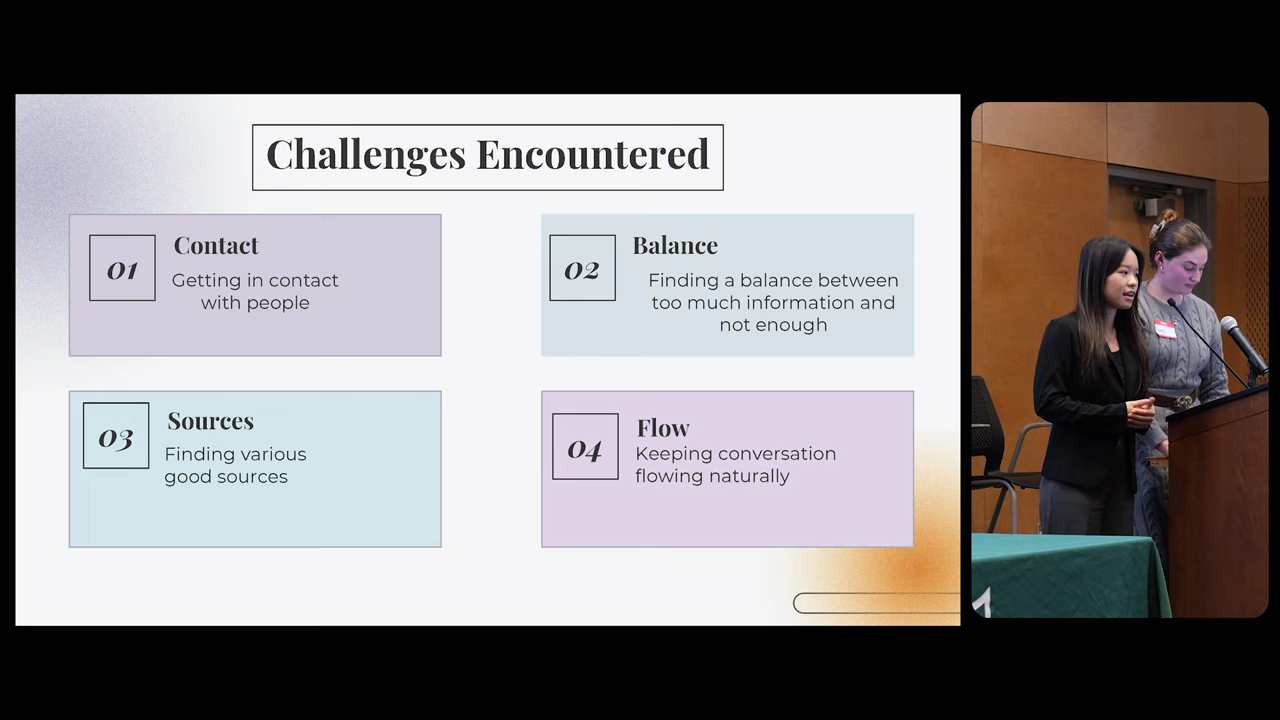 Challenges Encountered
01
Contact
Getting in contact
with people
02
Balance
Finding a balance between
too much information and
not enough
03
Sources
Finding various
good sources
04
Flow
Keeping conversation
flowing naturally